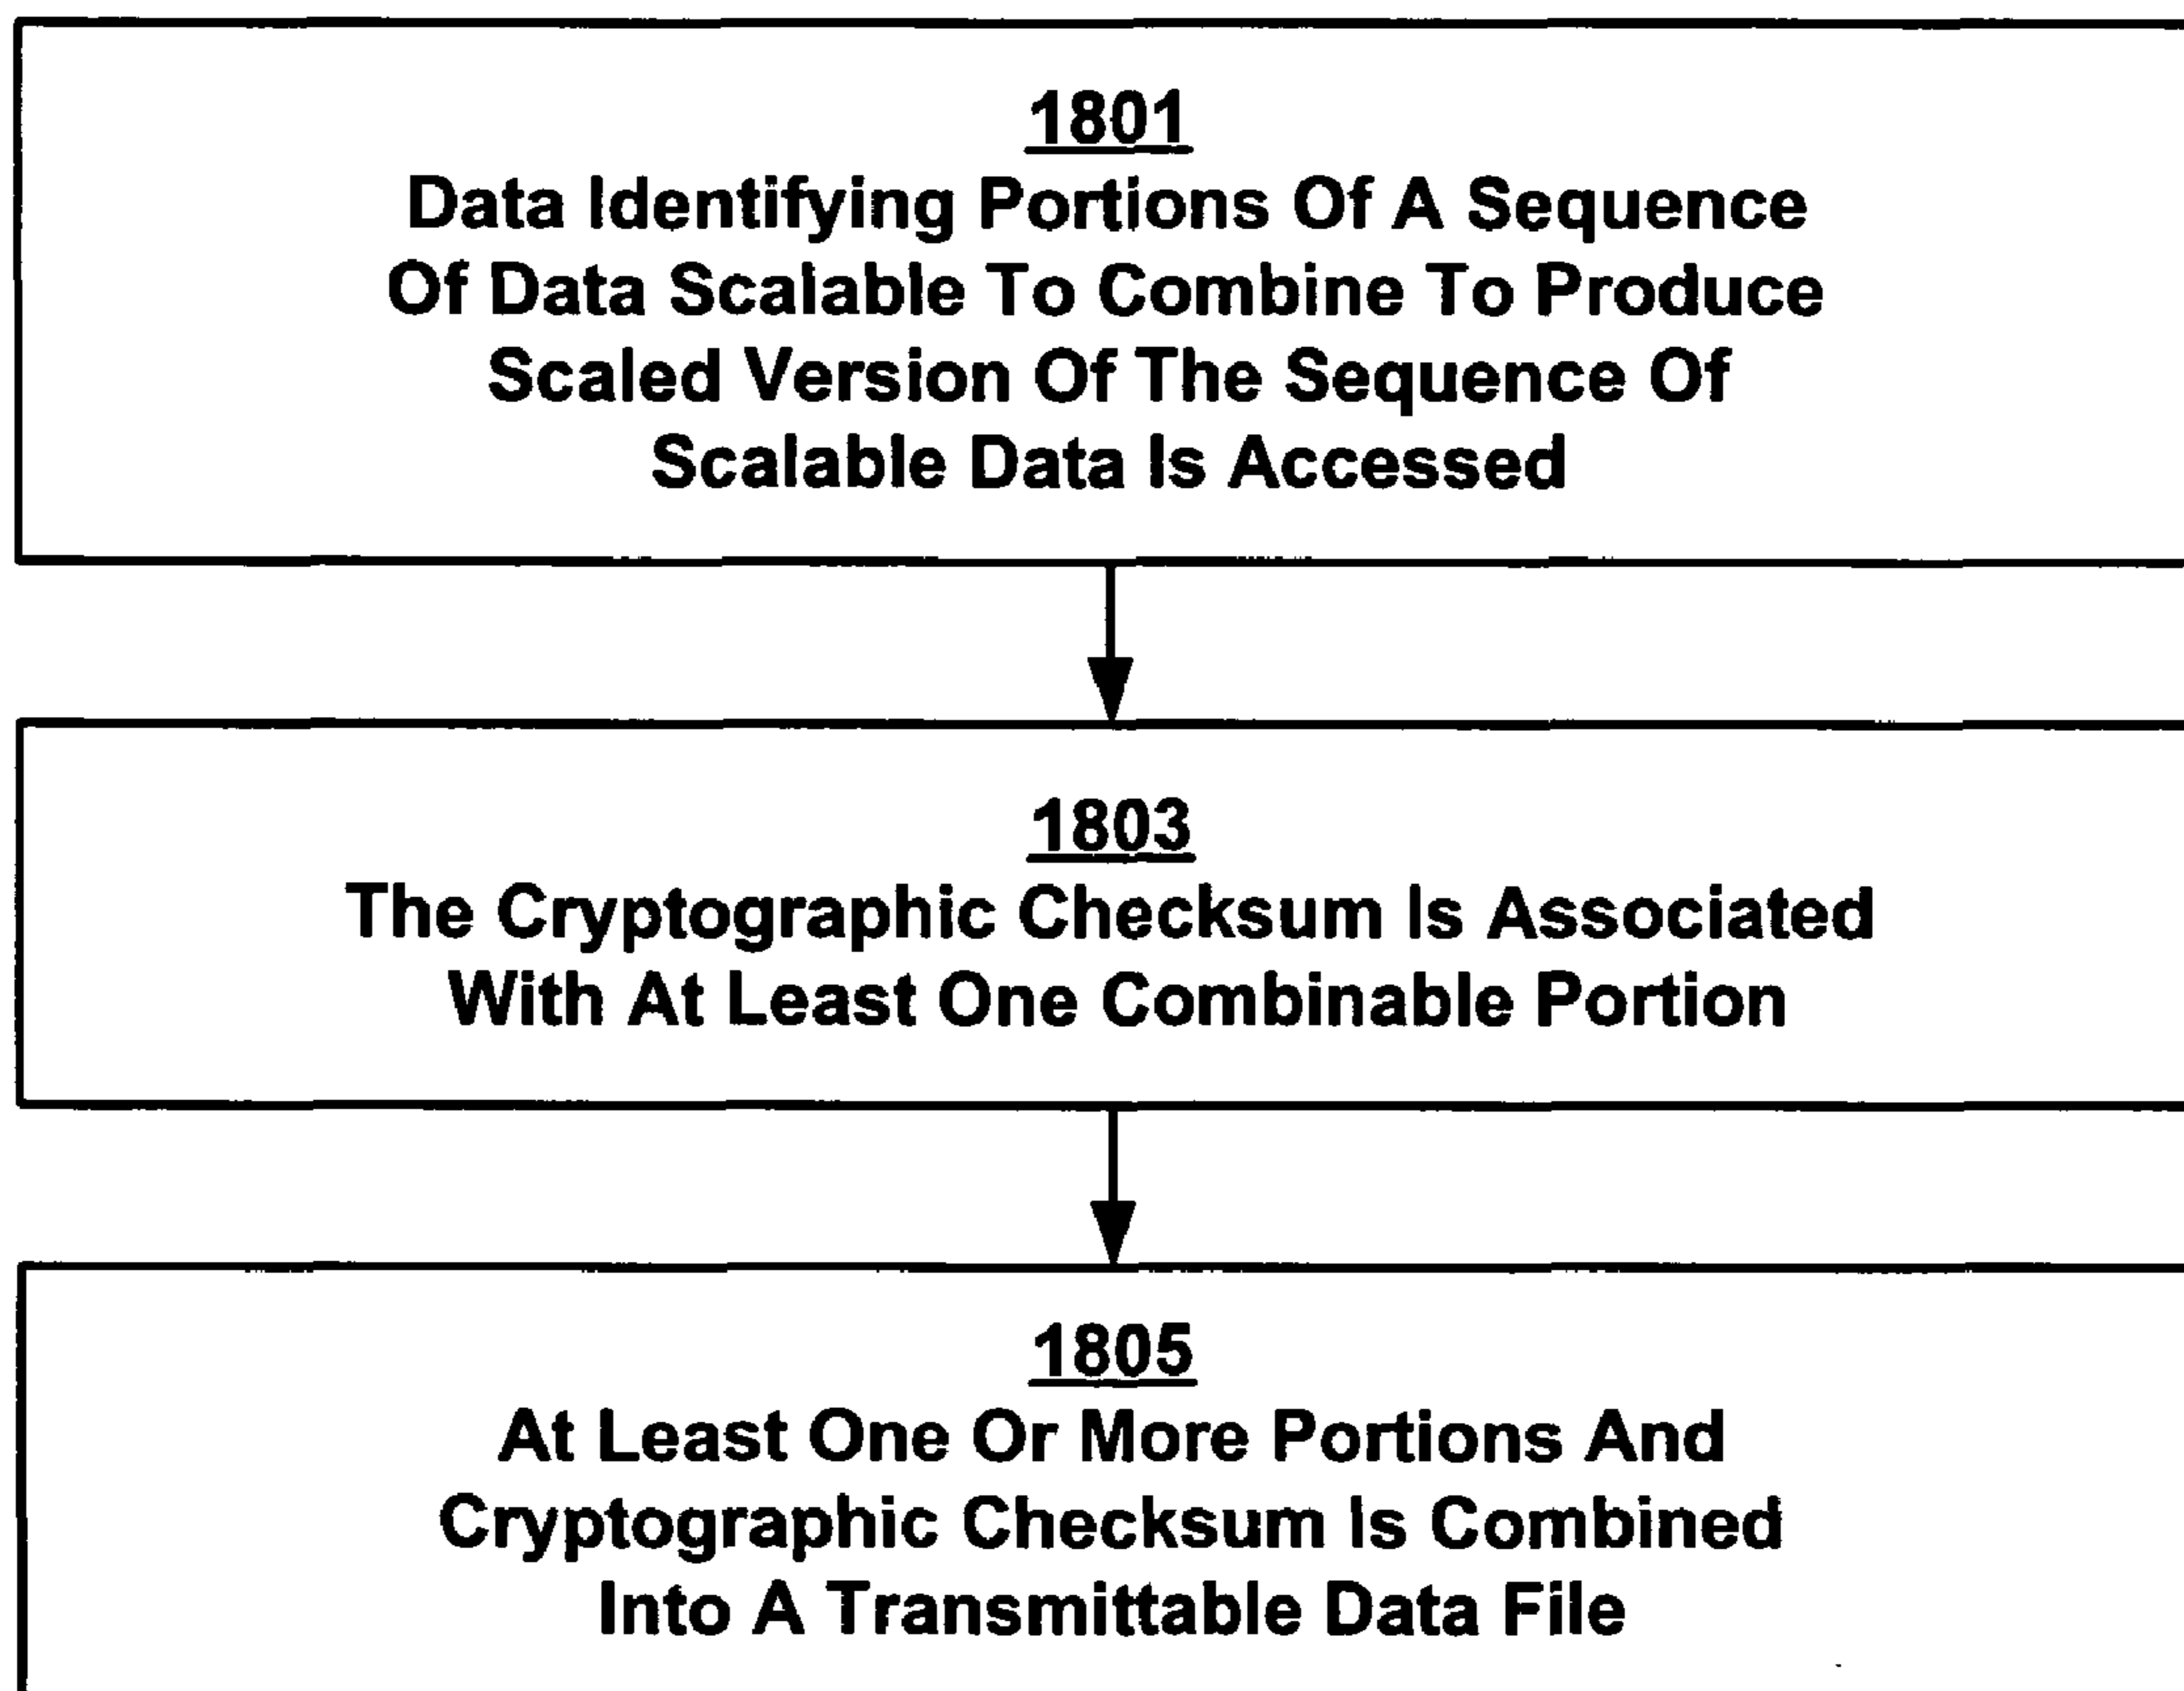 1801
Data Identifying Portions Of A Sequence
Of Data Scalable To Combine To Produce
Scaled Version Of The Sequence Of
Scalable Data Is Accessed
1803
The Cryptographic Checksum Is Associated
With At Least One Combinable Portion
1805
At Least One Or More Portions And
Cryptographic Checksum Is Combined
Into A Transmittable Data File